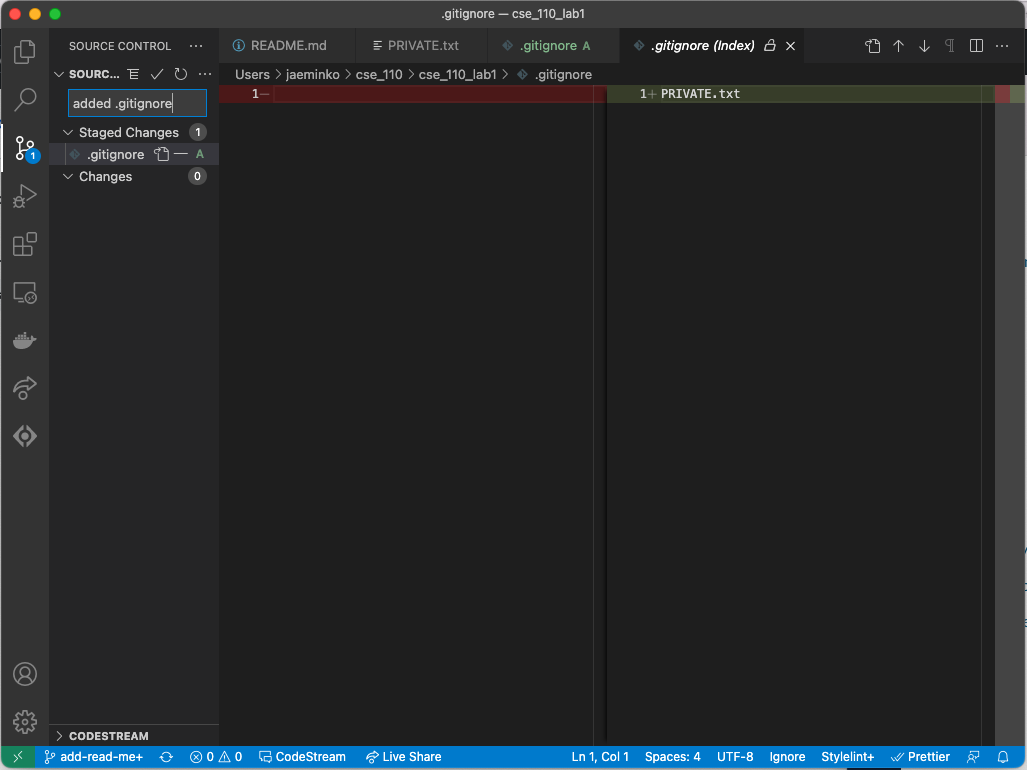 .gitignore — cse_110_lab1
SOURCE CONTROL ···
README.md
PRIVATE.txt
.gitignore A
.gitignore (Index)
SOURC...
Users > jaeminko > cse_110 > cse_110_lab1 > .gitignore
added .gitignore
1−
1+ PRIVATE.txt
Staged Changes 1
.gitignore A
1
Changes 0
CODESTREAM
add-read-me+ 0 0 CodeStream Live Share Ln 1, Col 1 Spaces: 4 UTF-8 Ignore Stylelint+ Prettier